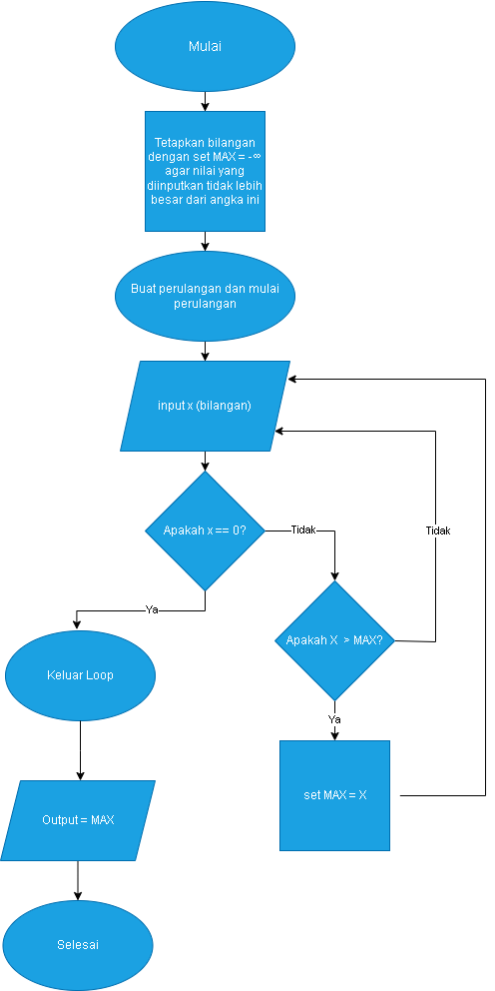 Mulai
Tetapkan bilangan
dengan set MAX = -∞
agar nilai yang
diinputkan tidak lebih
besar dari angka ini
Buat perulangan dan mulai
perulangan
input x (bilangan)
Apakah x == 0?
Tidak
Tidak
Ya
Apakah X > MAX?
Keluar Loop
Ya
set MAX = X
Output = MAX
Selesai